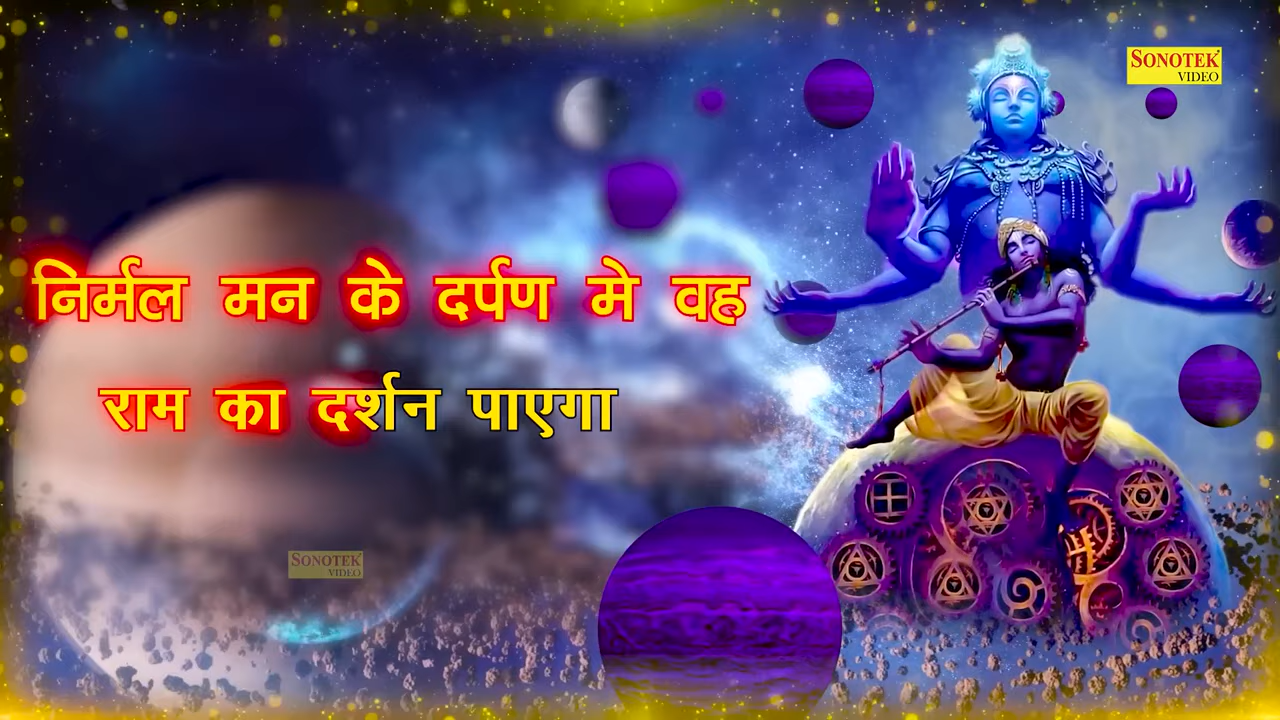 SONOTEK
VIDEO
निर्मल मन के दर्पण मे वह
राम का दर्शन पाएगा
SONOTEK
VIDEO